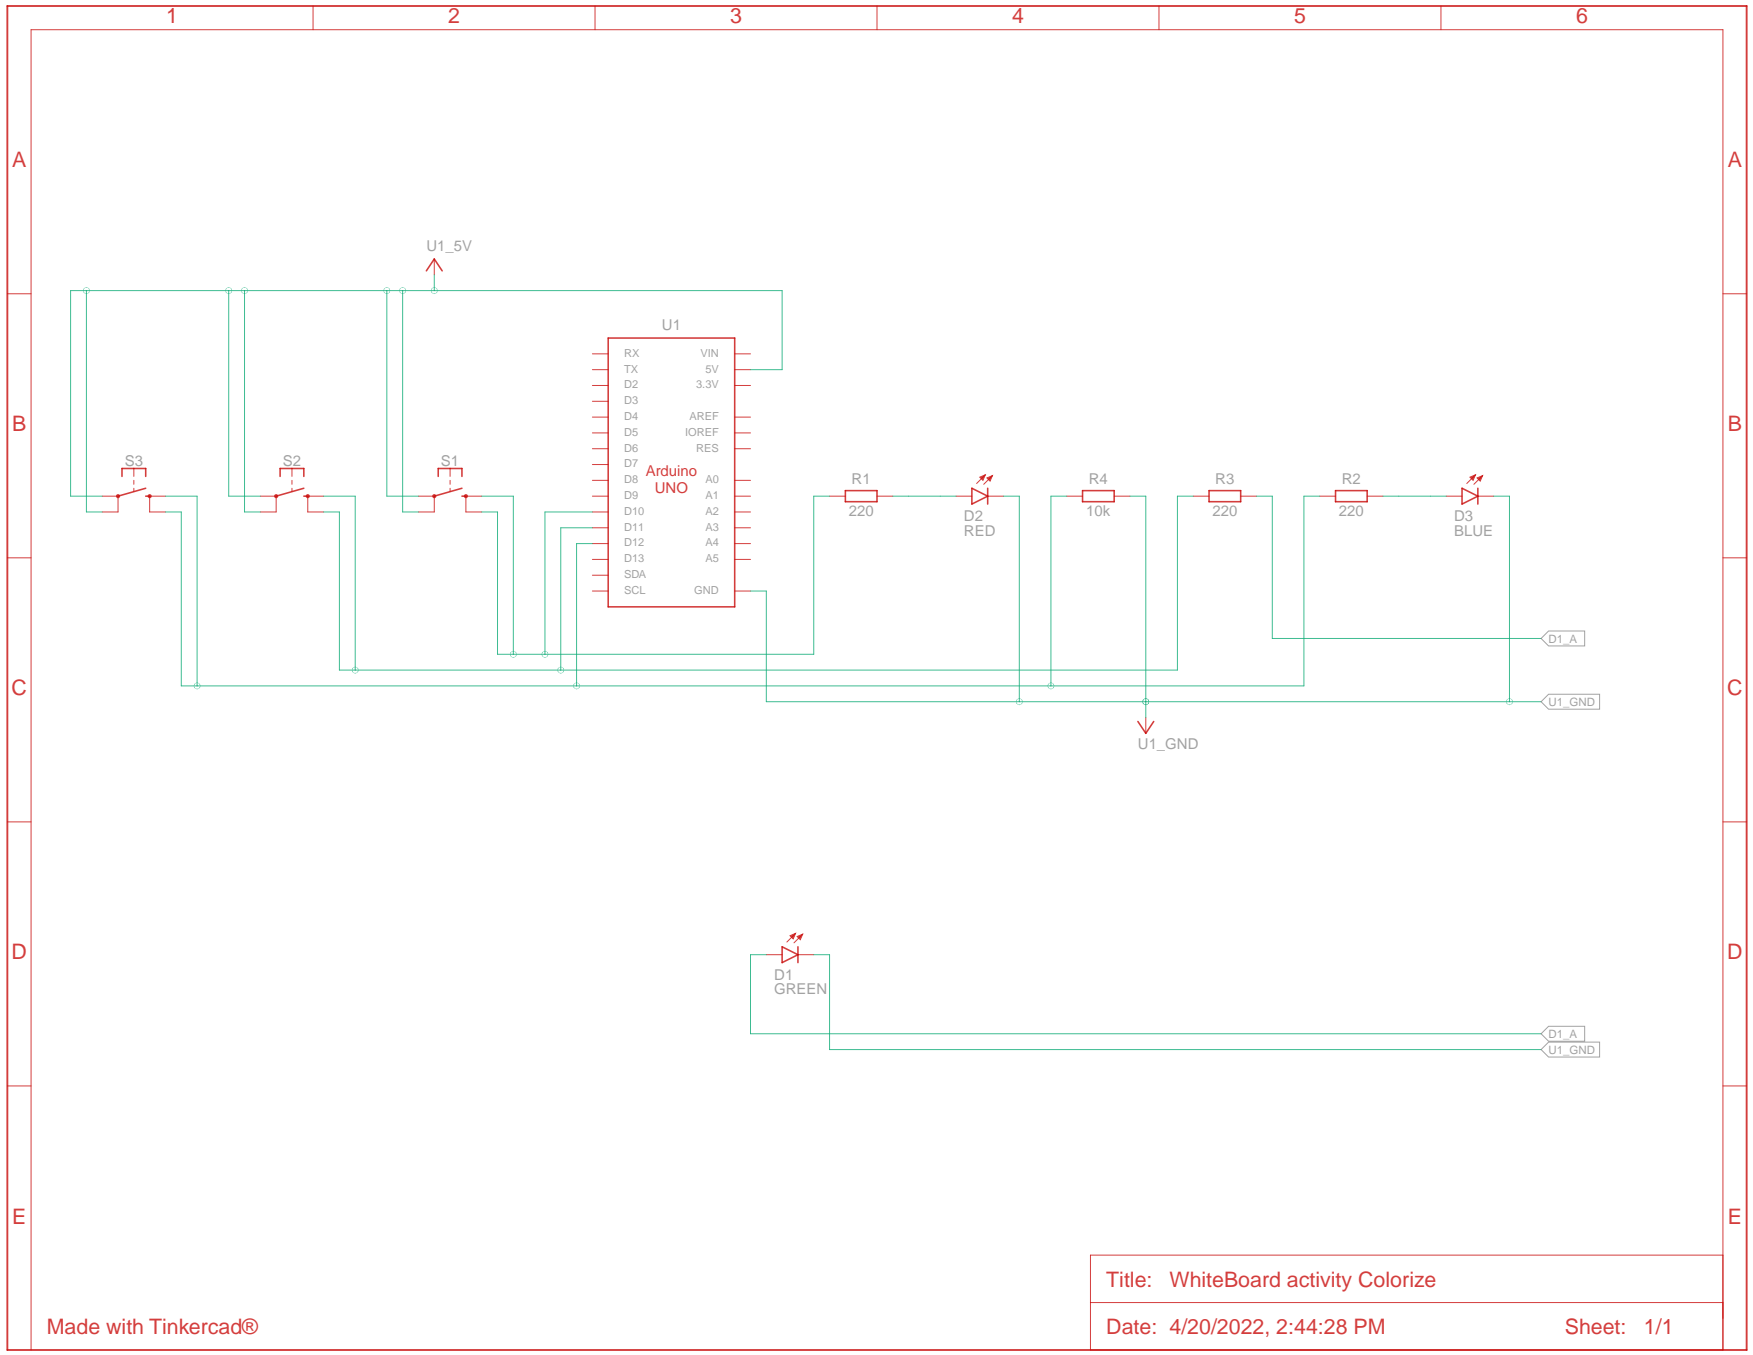 1 2 3 4 5 6
A A
U1_5V
B B
U1
RX VIN
TX 5V
D2 3.3V
D3
D4 AREF
D5 IOREF
D6 RES
D7
D8 A0
D9 A1
D10 A2
D11 A3
D12 A4
D13 A5
SDA
SCL GND
Arduino
UNO
S3 S2 S1
R1
220
D2
RED
R4
10k
R3
220
R2
220
D3
BLUE
D1_A
C C
U1_GND
U1_GND
D D
D1
GREEN
D1_A
U1_GND
E E
Title: WhiteBoard activity Colorize
Made with Tinkercad®
Date: 4/20/2022, 2:44:28 PM Sheet: 1/1